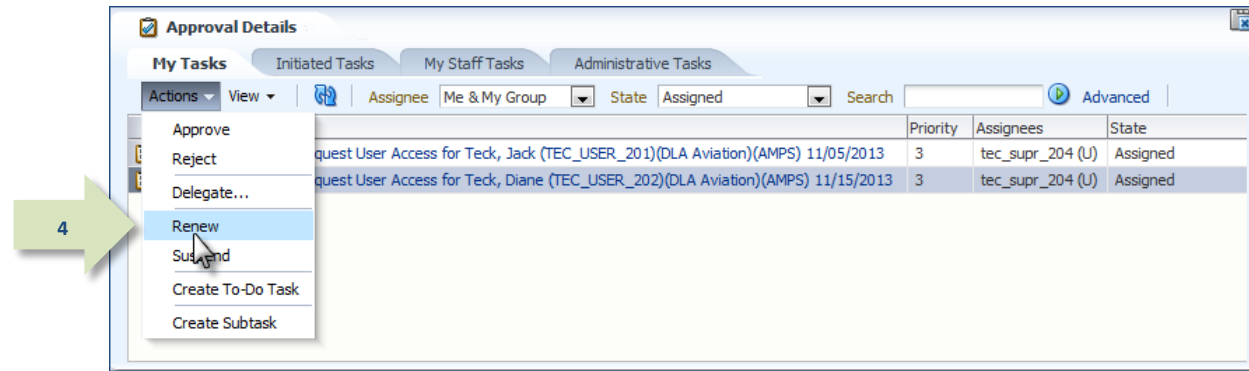 Approval Details
My Tasks Initiated Tasks My Staff Tasks Administrative Tasks
Actions View Assignee Me & My Group State Assigned Search Advanced
Priority Assignees State
Approve
quest User Access for Teck, Jack (TEC_USER_201)(DLA Aviation)(AMPS) 11/05/2013 3 tec_supr_204 (U) Assigned
Reject
quest User Access for Teck, Diane (TEC_USER_202)(DLA Aviation)(AMPS) 11/15/2013 3 tec_supr_204 (U) Assigned
Delegate...
4 Renew
Suspend
Create To-Do Task
Create Subtask